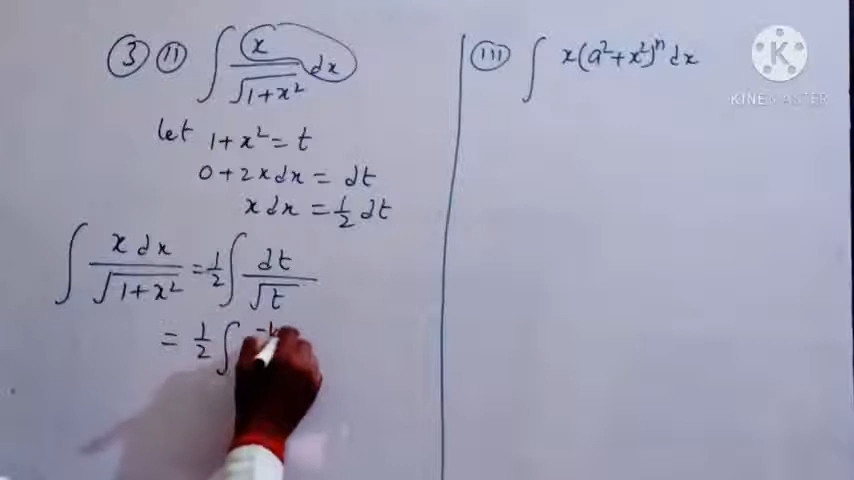 ③ ⓘⓘ ∫ x/√(1+x²) dx
let 1+x² = t
0+2x dx = dt
x dx = 1/2 dt
∫ x dx/√(1+x²) = 1/2 ∫ dt/√t
= 1/2 ∫
(iii) ∫ x(a²+x²)ⁿ dx
KINEMASTER